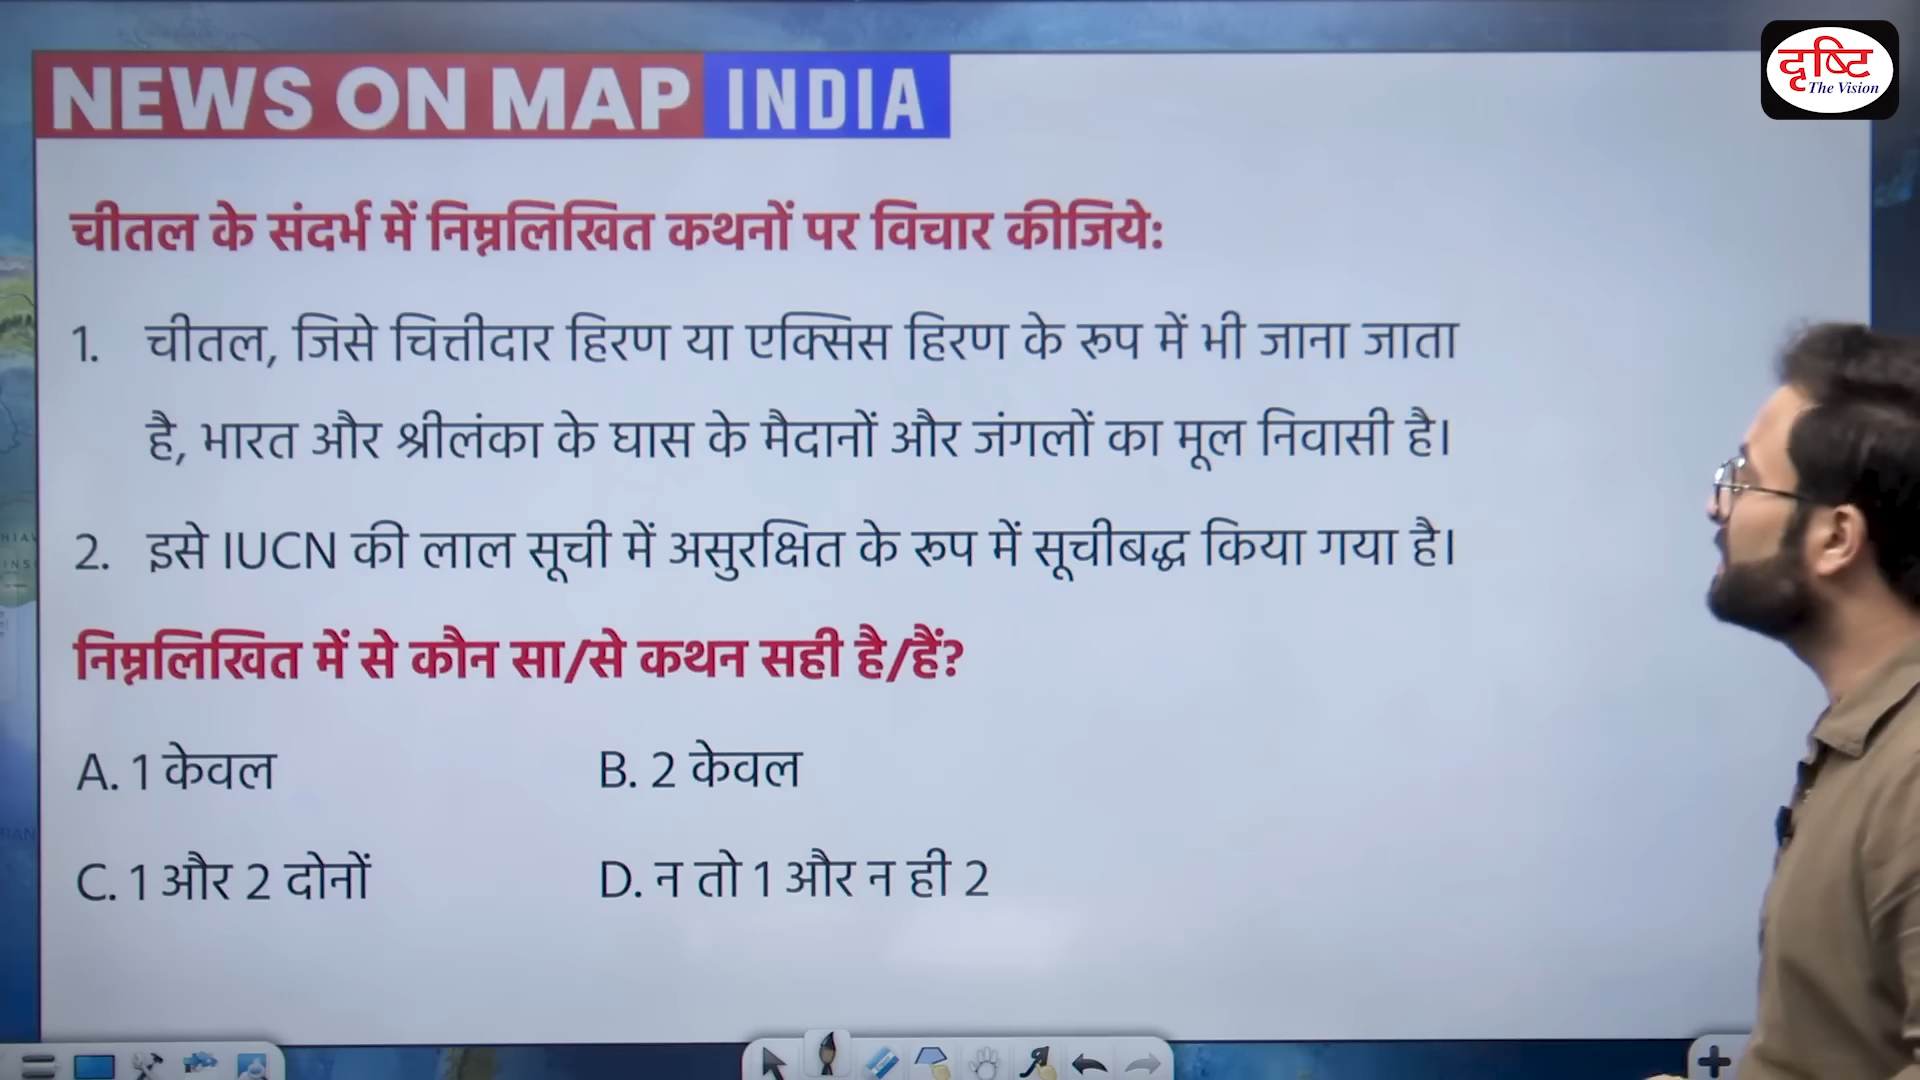 दृष्टि
The Vision
NEWS ON MAP INDIA
चीतल के संदर्भ में निम्नलिखित कथनों पर विचार कीजिये:
1. चीतल, जिसे चित्तीदार हिरण या एक्सिस हिरण के रूप में भी जाना जाता
है, भारत और श्रीलंका के घास के मैदानों और जंगलों का मूल निवासी है।
2. इसे IUCN की लाल सूची में असुरक्षित के रूप में सूचीबद्ध किया गया है।
निम्नलिखित में से कौन सा/से कथन सही है/हैं?
A. 1 केवल
B. 2 केवल
C. 1 और 2 दोनों
D. न तो 1 और न ही 2